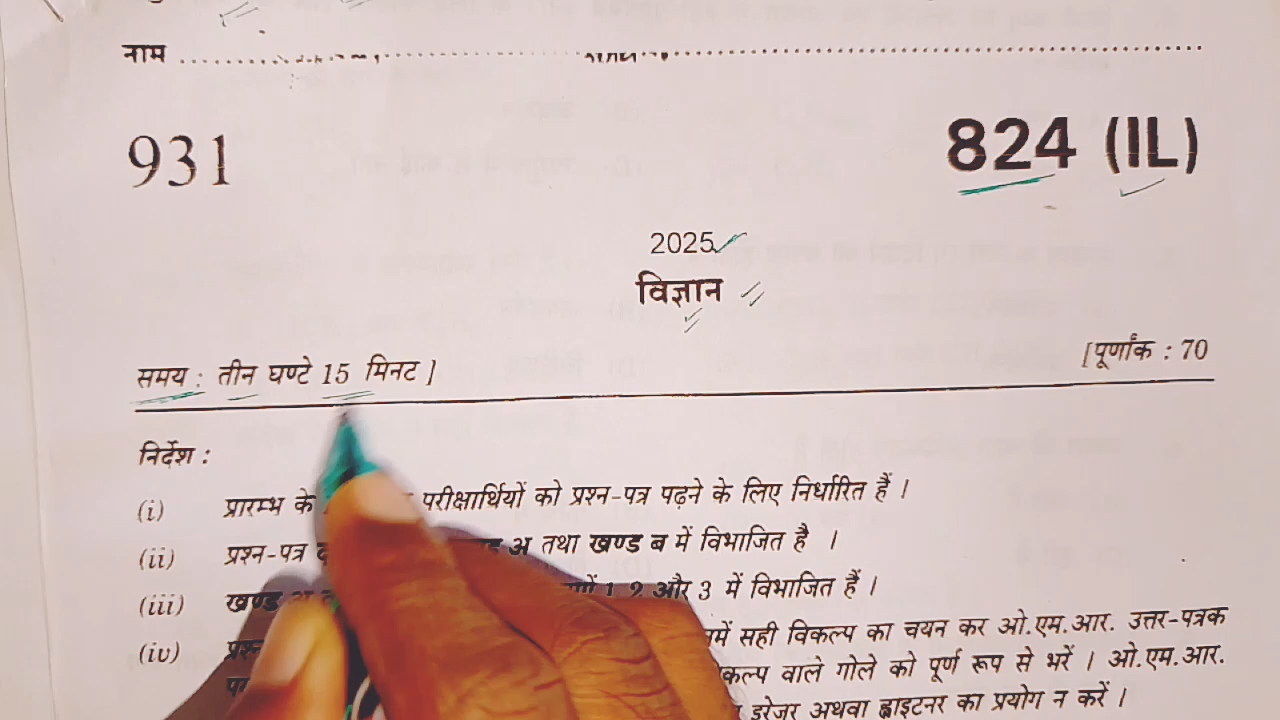 नाम
931
824 (IL)
2025
विज्ञान
समय : तीन घण्टे 15 मिनट ]
[पूर्णांक : 70
निर्देश :
(i) प्रारम्भ के परीक्षार्थियों को प्रश्न-पत्र पढ़ने के लिए निर्धारित हैं ।
(ii) प्रश्न-पत्र अ तथा खण्ड ब में विभाजित है ।
(iii) खण्ड 1, 2 और 3 में विभाजित हैं ।
(iv) सही विकल्प का चयन कर ओ.एम.आर. उत्तर-पत्रक
वाले गोले को पूर्ण रूप से भरें । ओ.एम.आर.
इरेजर अथवा ह्वाइटनर का प्रयोग न करें ।